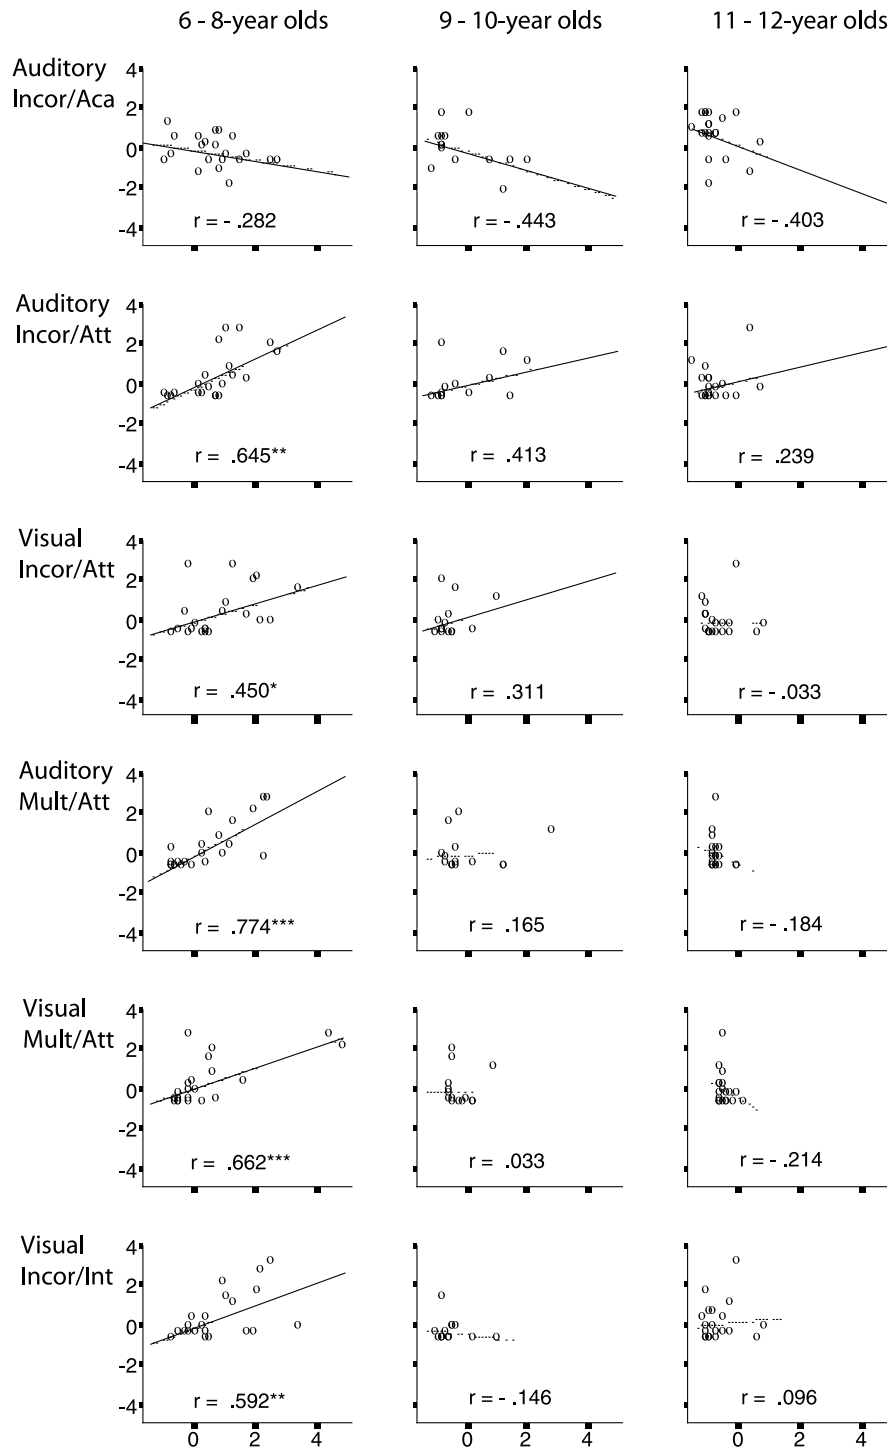 6 - 8-year olds 9 - 10-year olds 11 - 12-year olds
Auditory
Incor/Aca
4
2
0
-2
-4
r = - .282 r = - .443 r = - .403
Auditory
Incor/Att
4
2
0
-2
-4
r = .645** r = .413 r = .239
Visual
Incor/Att
4
2
0
-2
-4
r = .450* r = .311 r = - .033
Auditory
Mult/Att
4
2
0
-2
-4
r = .774*** r = .165 r = - .184
Visual
Mult/Att
4
2
0
-2
-4
r = .662*** r = .033 r = - .214
Visual
Incor/Int
4
2
0
-2
-4
r = .592** r = - .146 r = .096
0 2 4 0 2 4 0 2 4